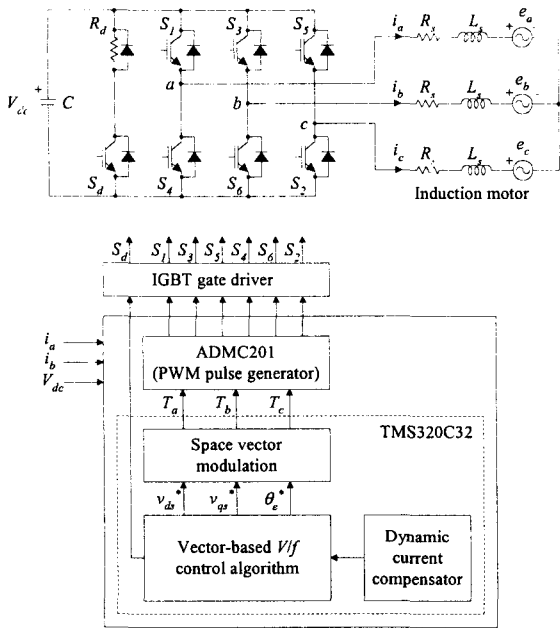 R_d S_1 S_3 S_5 i_a R_s L_s e_a
a
V_dc C b i_b R_s L_s e_b
c
i_c R_s L_s e_c
S_d S_4 S_6 S_2 Induction motor
S_d S_1 S_3 S_5 S_4 S_6 S_2
IGBT gate driver
i_a
i_b
V_dc
ADMC201
(PWM pulse generator)
T_a T_b T_c
TMS320C32
Space vector
modulation
v_ds* v_qs* θ_e*
Vector-based V/f
control algorithm
Dynamic
current
compensator